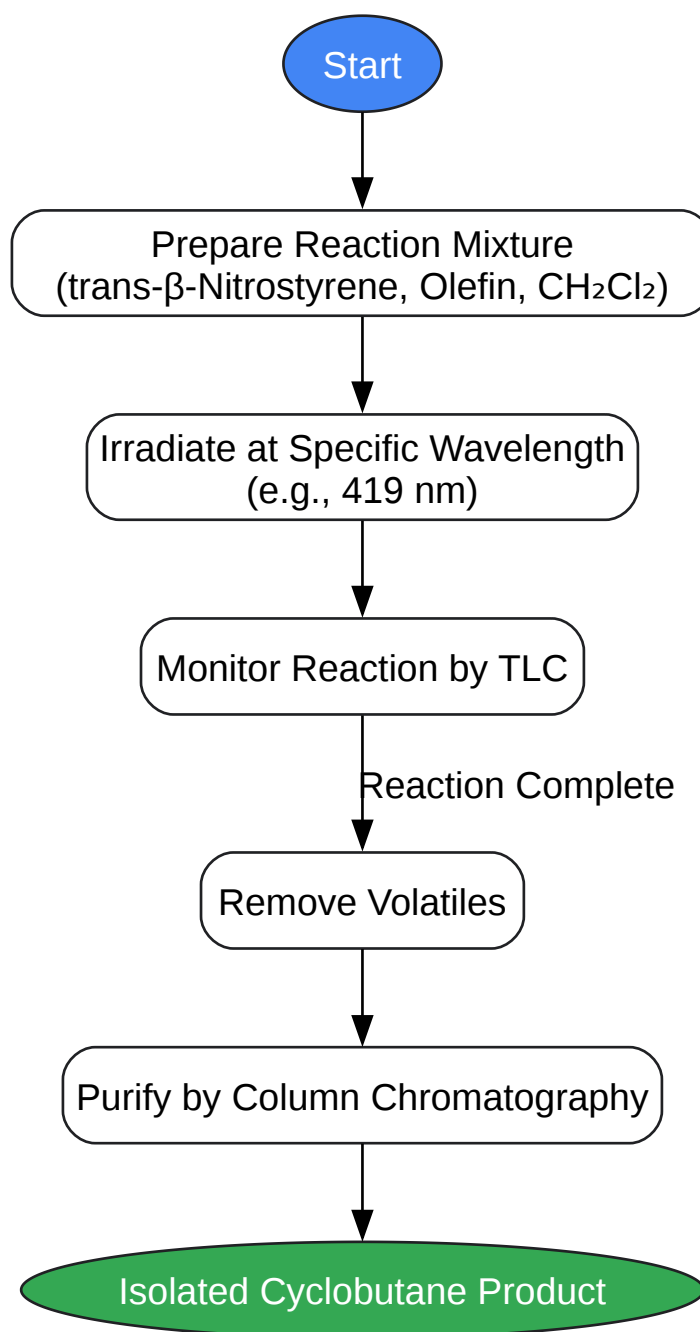 Start
Prepare Reaction Mixture
(trans-β-Nitrostyrene, Olefin, CH₂Cl₂)
Irradiate at Specific Wavelength
(e.g., 419 nm)
Monitor Reaction by TLC
Reaction Complete
Remove Volatiles
Purify by Column Chromatography
Isolated Cyclobutane Product